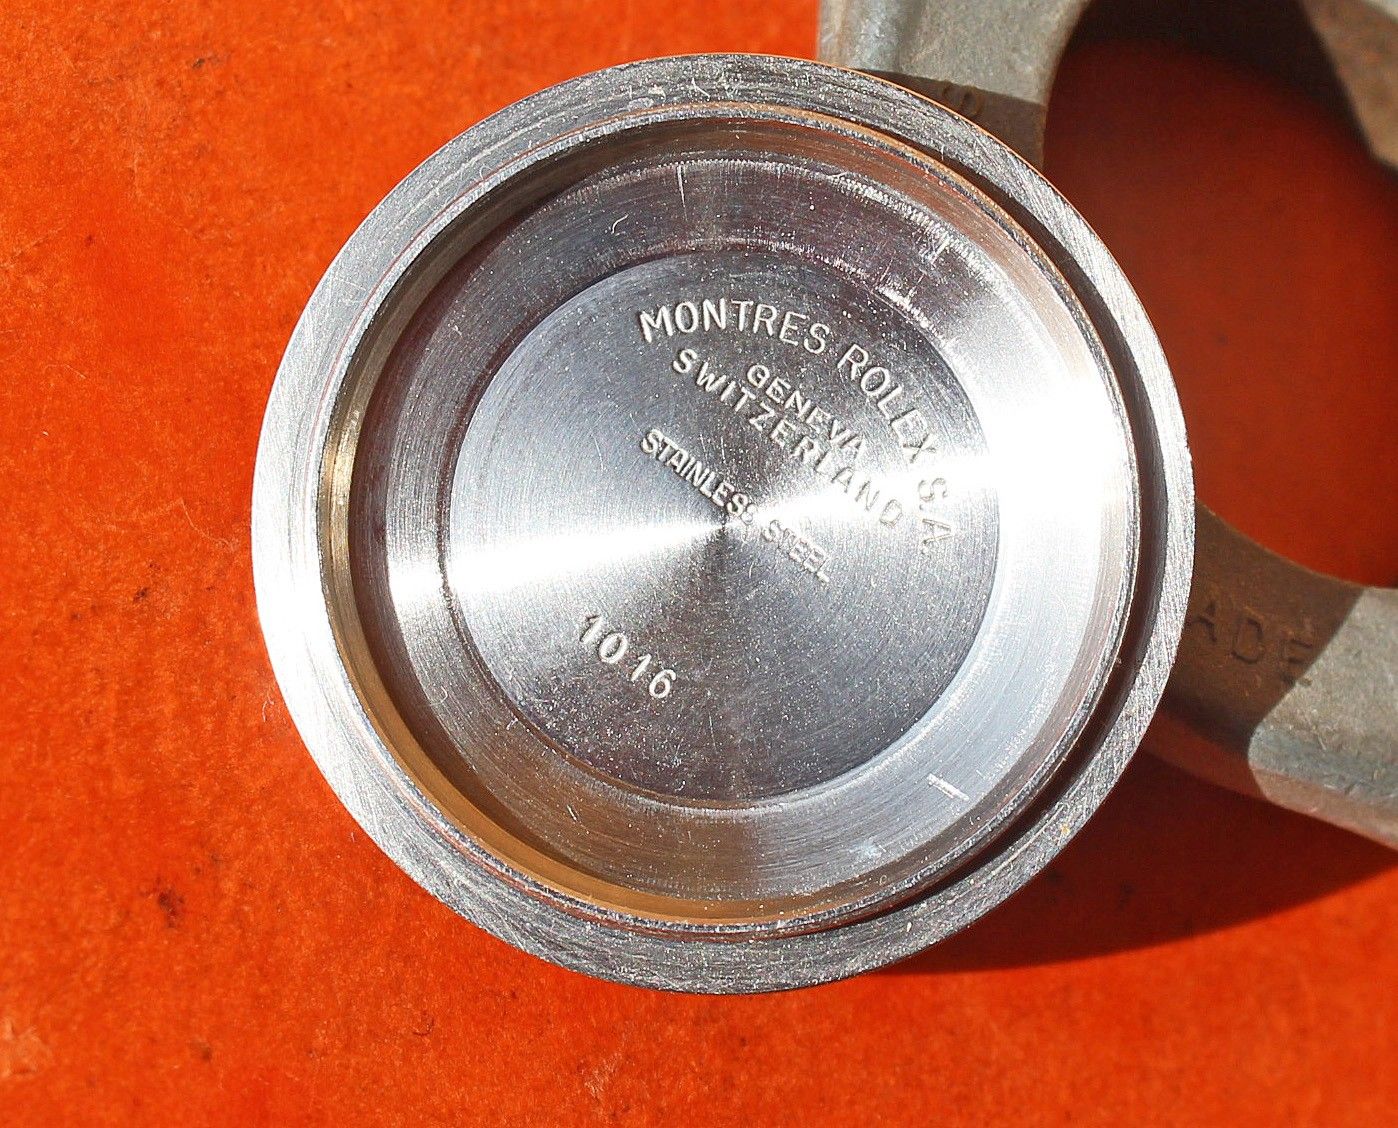 MONTRES ROLEX S.A.
GENEVA
SWITZERLAND
STAINLESS STEEL
1016